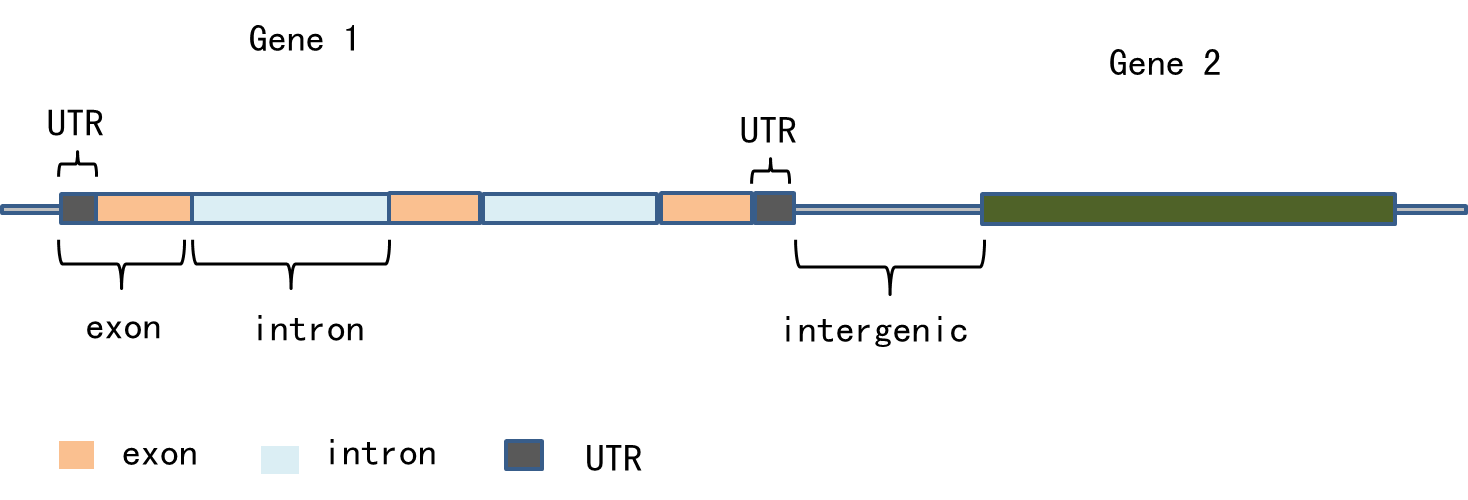 Gene 1
Gene 2
UTR
UTR
exon
intron
intergenic
exon
intron
UTR